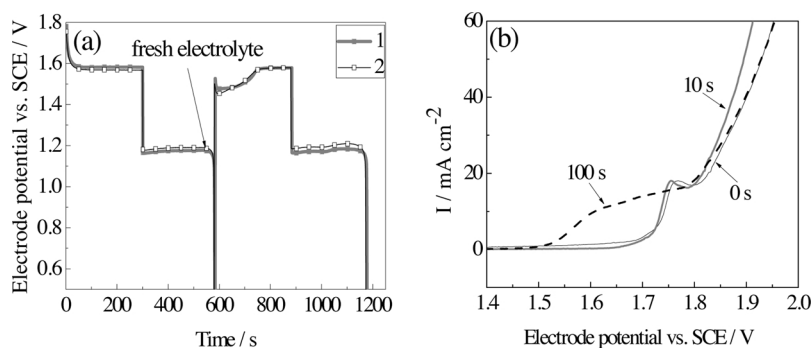 (a)
fresh electrolyte
1
2
Electrode potential vs. SCE / V
1.8
1.6
1.4
1.2
1.0
0.8
0.6
0 200 400 600 800 1000 1200
Time / s
(b)
10 s
100 s
0 s
I / mA cm-2
60
40
20
0
1.4 1.5 1.6 1.7 1.8 1.9 2.0
Electrode potential vs. SCE / V